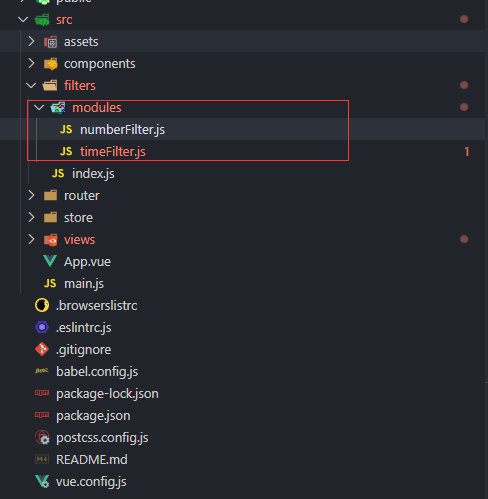 public
src
assets
components
filters
modules
JS numberFilter.js
JS timeFilter.js 1
JS index.js
router
store
views
App.vue
JS main.js
.browserslistrc
.eslintrc.js
.gitignore
babel.config.js
package-lock.json
package.json
postcss.config.js
README.md
vue.config.js